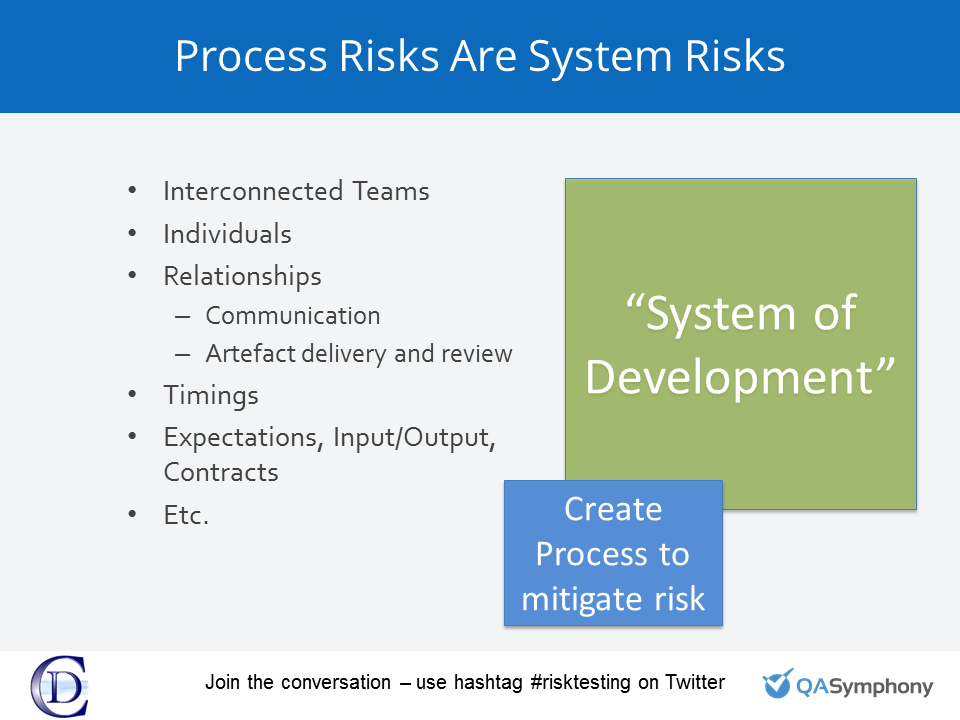 Process Risks Are System Risks
• Interconnected Teams
• Individuals
• Relationships
– Communication
– Artefact delivery and review
• Timings
• Expectations, Input/Output,
Contracts
• Etc.
“System of
Development”
Create
Process to
mitigate risk
CD
Join the conversation – use hashtag #risktesting on Twitter
QASymphony